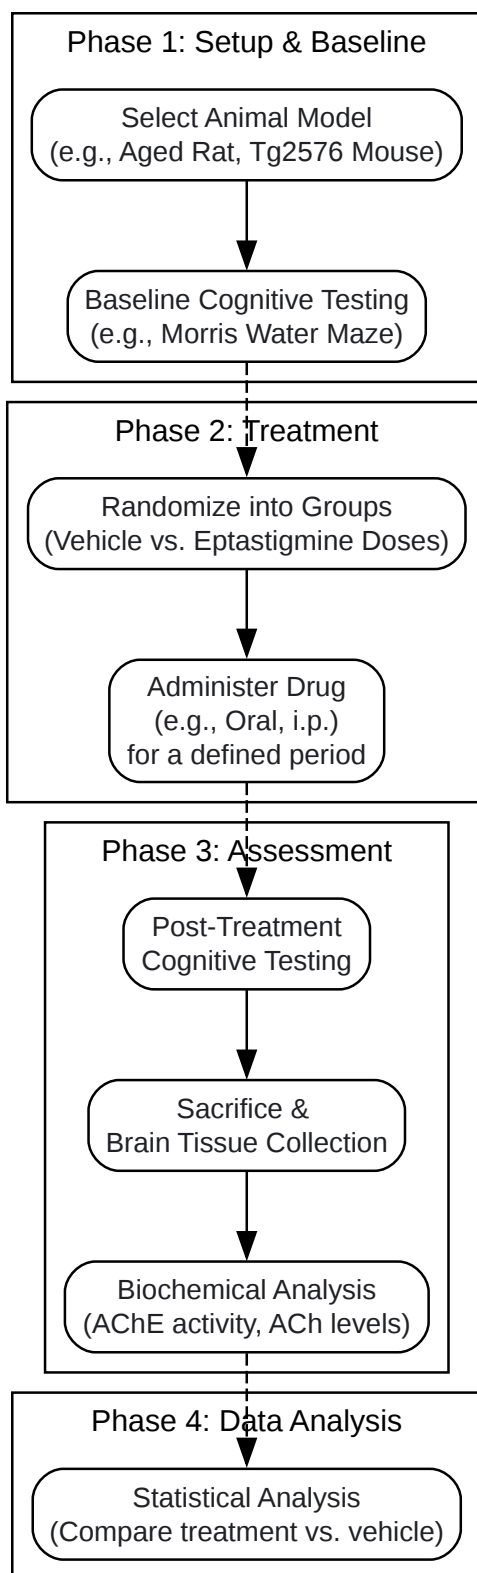 Phase 1: Setup & Baseline
Select Animal Model
(e.g., Aged Rat, Tg2576 Mouse)
Baseline Cognitive Testing
(e.g., Morris Water Maze)
Phase 2: Treatment
Randomize into Groups
(Vehicle vs. Eptastigmine Doses)
Administer Drug
(e.g., Oral, i.p.)
for a defined period
Phase 3: Assessment
Post-Treatment
Cognitive Testing
Sacrifice &
Brain Tissue Collection
Biochemical Analysis
(AChE activity, ACh levels)
Phase 4: Data Analysis
Statistical Analysis
(Compare treatment vs. vehicle)